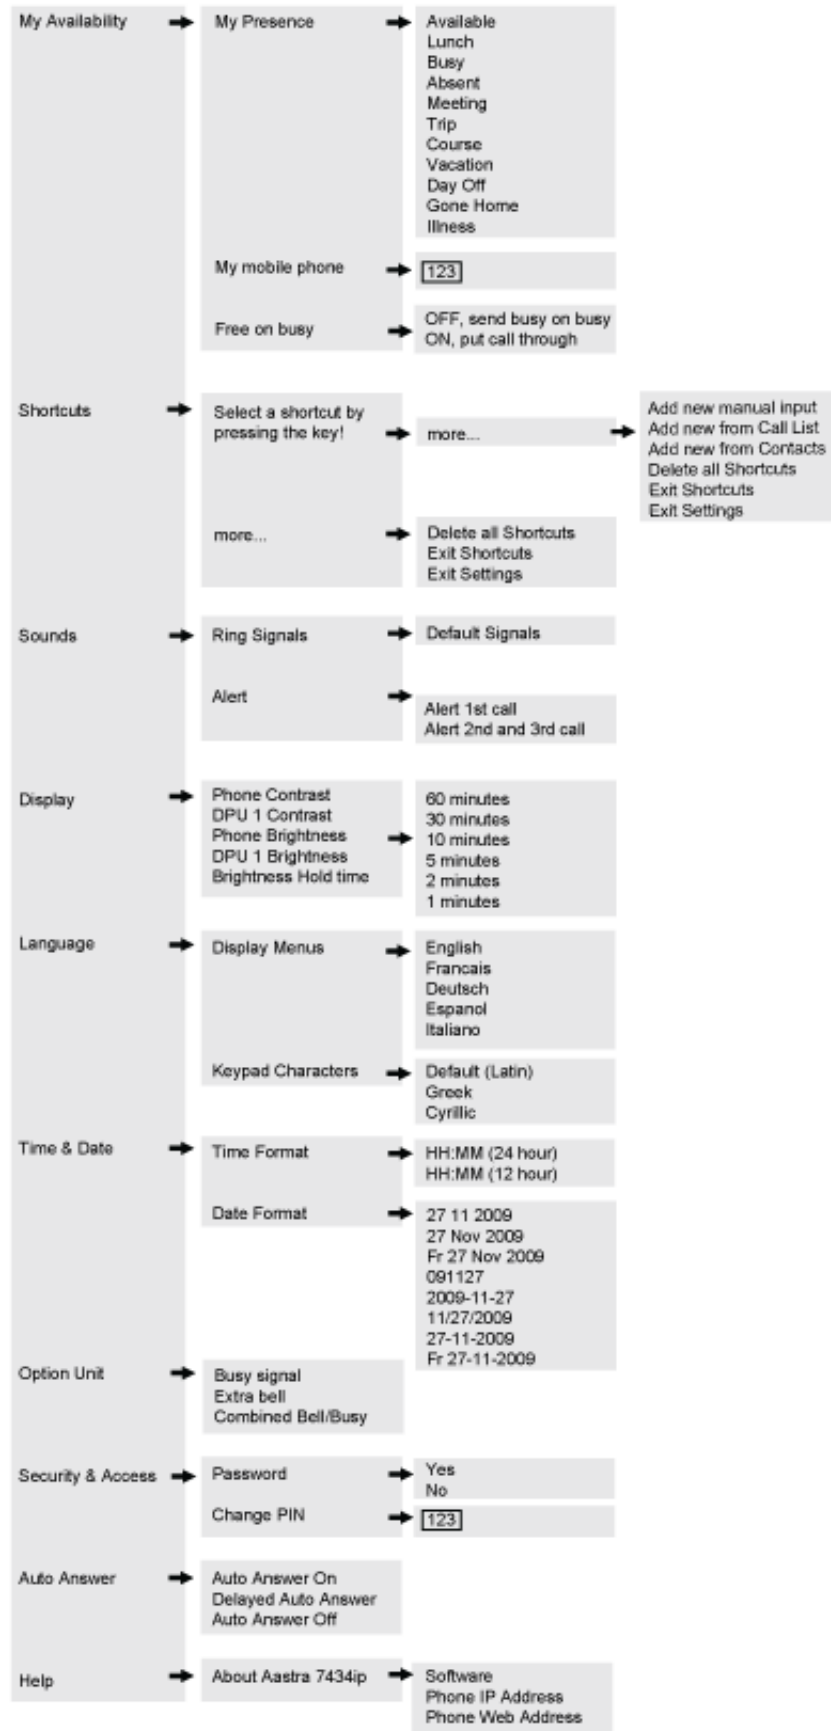 My Availability
My Presence
Available
Lunch
Busy
Absent
Meeting
Trip
Course
Vacation
Day Off
Gone Home
Illness
My mobile phone
123
Free on busy
OFF, send busy on busy
ON, put call through
Shortcuts
Select a shortcut by
pressing the key!
more...
Add new manual input
Add new from Call List
Add new from Contacts
Delete all Shortcuts
Exit Shortcuts
Exit Settings
more...
Delete all Shortcuts
Exit Shortcuts
Exit Settings
Sounds
Ring Signals
Default Signals
Alert
Alert 1st call
Alert 2nd and 3rd call
Display
Phone Contrast
DPU 1 Contrast
Phone Brightness
DPU 1 Brightness
Brightness Hold time
60 minutes
30 minutes
10 minutes
5 minutes
2 minutes
1 minutes
Language
Display Menus
English
Francais
Deutsch
Espanol
Italiano
Keypad Characters
Default (Latin)
Greek
Cyrillic
Time & Date
Time Format
HH:MM (24 hour)
HH:MM (12 hour)
Date Format
27 11 2009
27 Nov 2009
Fr 27 Nov 2009
091127
2009-11-27
11/27/2009
27-11-2009
Fr 27-11-2009
Option Unit
Busy signal
Extra bell
Combined Bell/Busy
Security & Access
Password
Yes
No
Change PIN
123
Auto Answer
Auto Answer On
Delayed Auto Answer
Auto Answer Off
Help
About Aastra 7434ip
Software
Phone IP Address
Phone Web Address